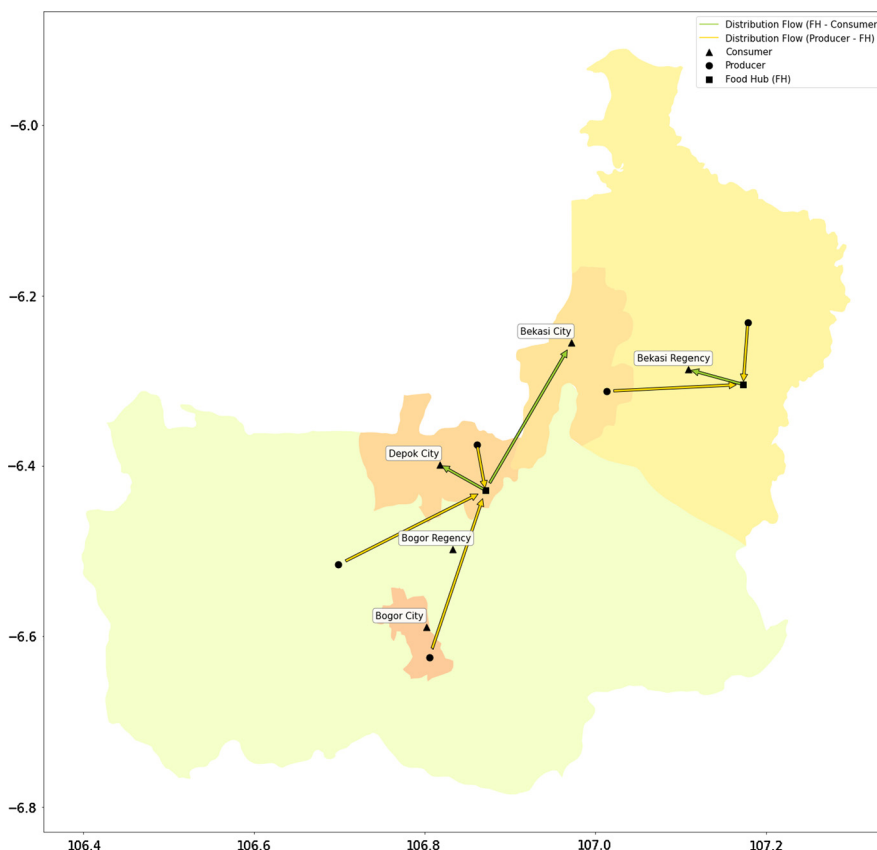 Distribution Flow (FH - Consumer
Distribution Flow (Producer - FH)
Consumer
Producer
Food Hub (FH)
−6.0
−6.2
Bekasi City
Bekasi Regency
−6.4
Depok City
Bogor Regency
−6.6
Bogor City
−6.8
106.4
106.6
106.8
107.0
107.2